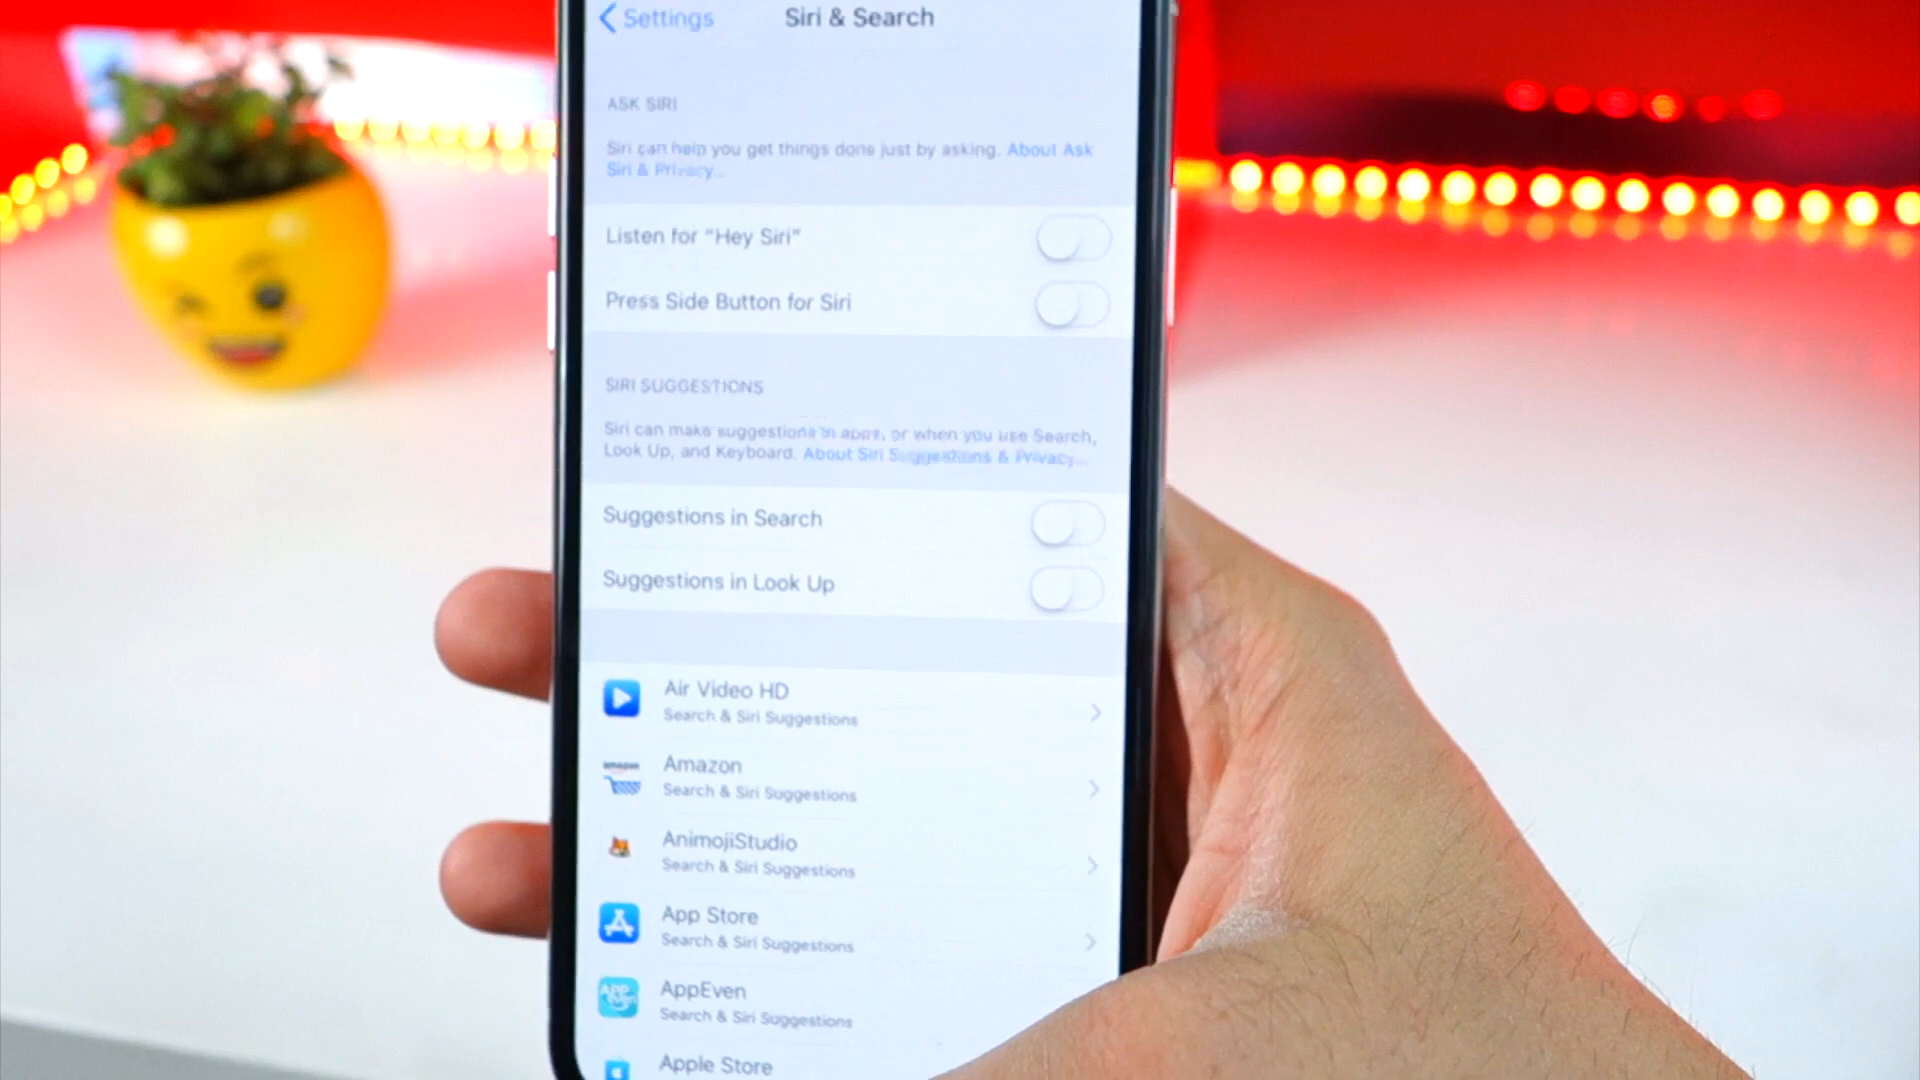 Settings
Siri & Search
ASK SIRI
Siri can help you get things done just by asking. About Ask
Siri & Privacy...
Listen for “Hey Siri”
Press Side Button for Siri
SIRI SUGGESTIONS
Siri can make suggestions in apps, or when you use Search,
Look Up, and Keyboard. About Siri Suggestions & Privacy...
Suggestions in Search
Suggestions in Look Up
Air Video HD
Search & Siri Suggestions
amazon
Amazon
Search & Siri Suggestions
AnimojiStudio
Search & Siri Suggestions
App Store
Search & Siri Suggestions
App
Even
AppEven
Search & Siri Suggestions
Apple Store